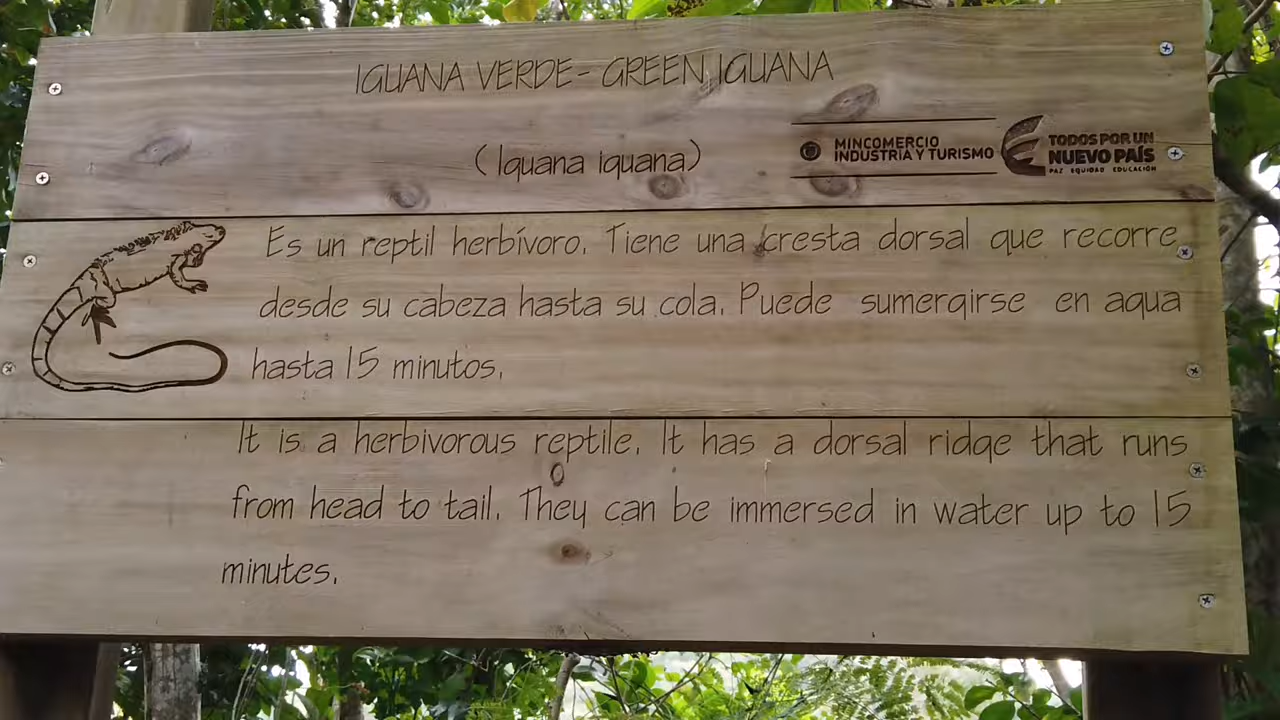 IGUANA VERDE- GREEN IGUANA
(Iguana iguana)
MINCOMERCIO
INDUSTRIA Y TURISMO
TODOS POR UN
NUEVO PAÍS
PAZ EQUIDAD EDUCACIÓN
Es un reptil herbívoro. Tiene una cresta dorsal que recorre
desde su cabeza hasta su cola. Puede sumergirse en agua
hasta 15 minutos.
It is a herbivorous reptile. It has a dorsal ridge that runs
from head to tail. They can be immersed in water up to 15
minutes.